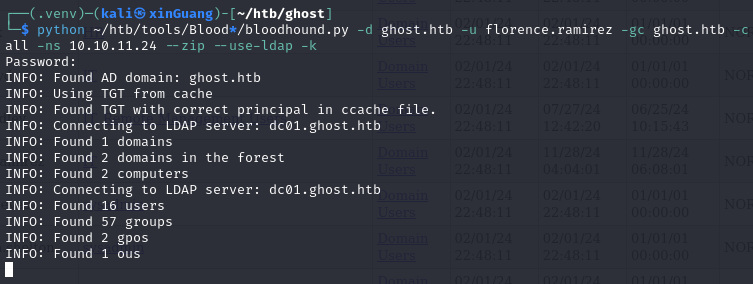 ┌──(.venv)─(kali㉿xinGuang)-[~/htb/ghost]
└─$ python ~/htb/tools/Blood*/bloodhound.py -d ghost.htb -u florence.ramirez -gc ghost.htb -c
all -ns 10.10.11.24 --zip --use-ldap -k
Password:
INFO: Found AD domain: ghost.htb
INFO: Using TGT from cache
INFO: Found TGT with correct principal in ccache file.
INFO: Connecting to LDAP server: dc01.ghost.htb
INFO: Found 1 domains
INFO: Found 2 domains in the forest
INFO: Found 2 computers
INFO: Connecting to LDAP server: dc01.ghost.htb
INFO: Found 16 users
INFO: Found 57 groups
INFO: Found 2 gpos
INFO: Found 1 ous